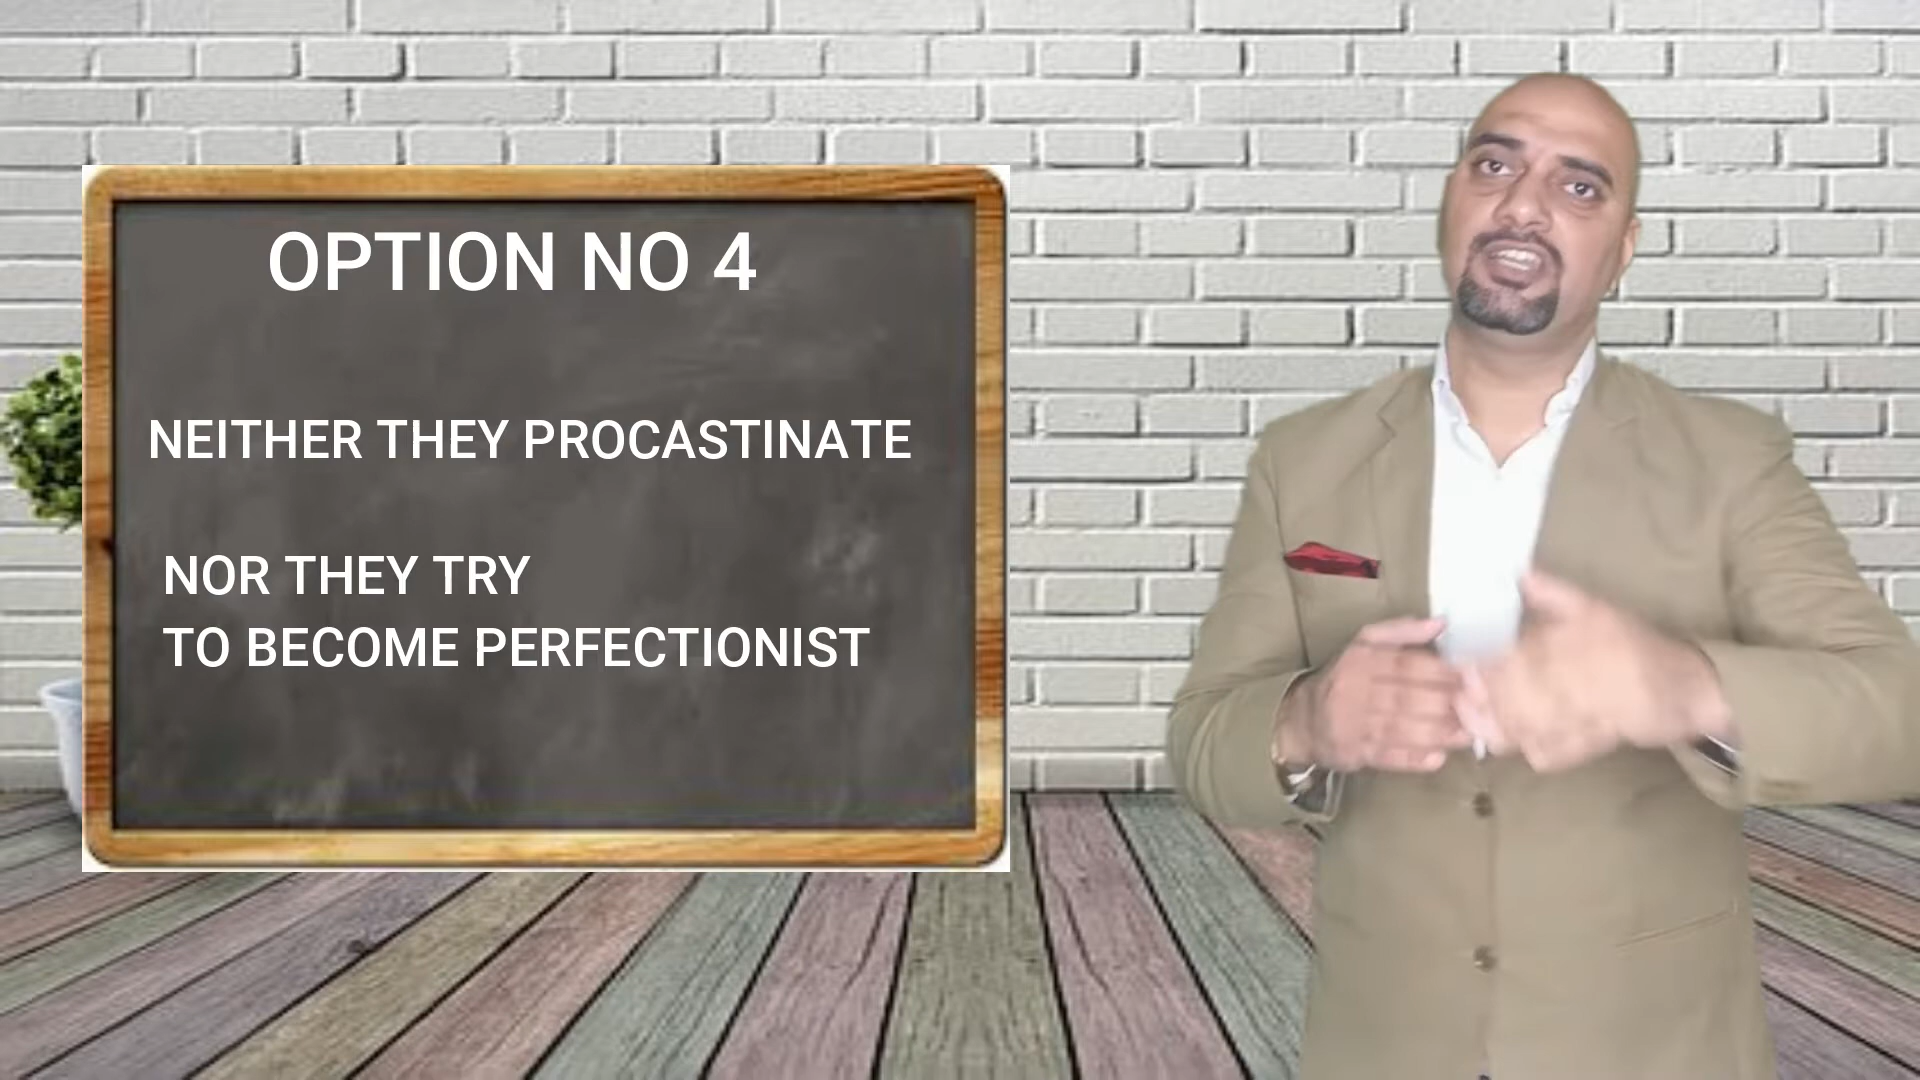 OPTION NO 4
NEITHER THEY PROCASTINATE
NOR THEY TRY
TO BECOME PERFECTIONIST